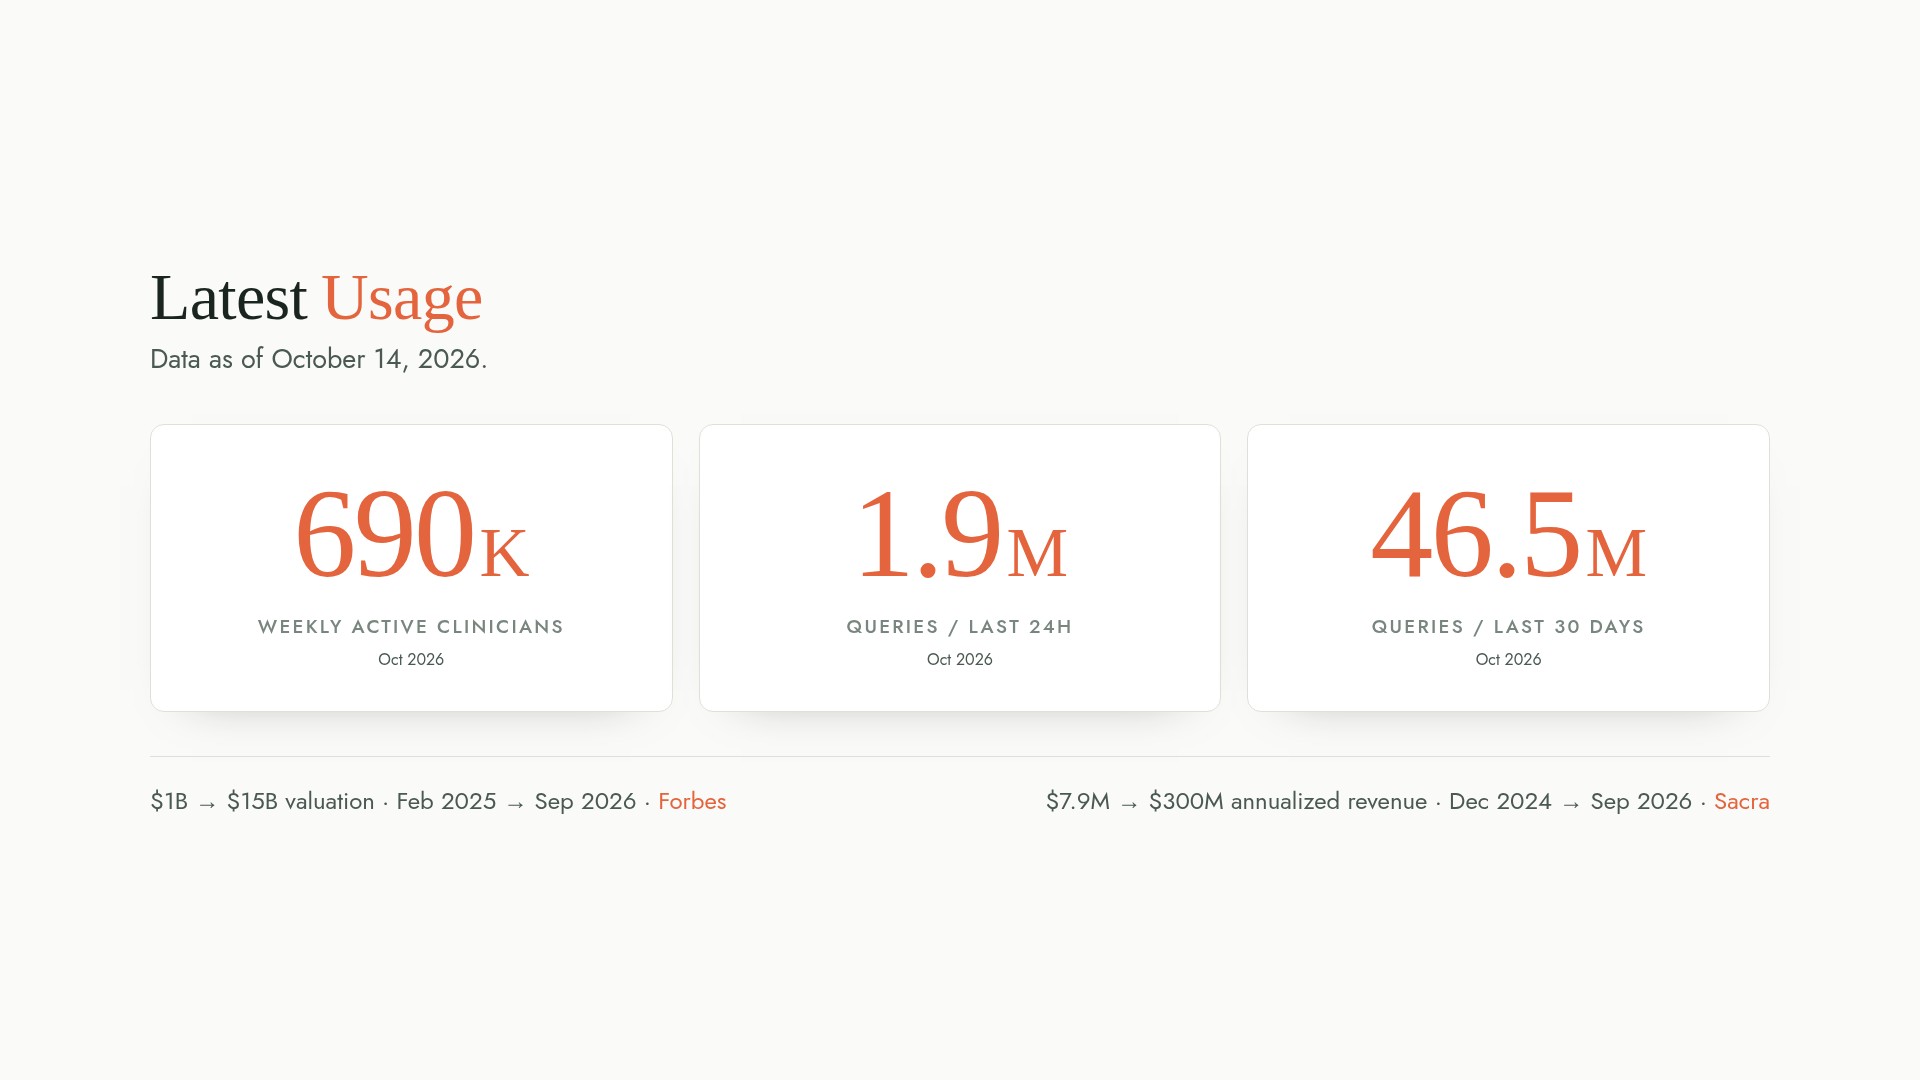 Latest Usage
Data as of October 14, 2026.
690K
WEEKLY ACTIVE CLINICIANS
Oct 2026
1.9M
QUERIES / LAST 24H
Oct 2026
46.5M
QUERIES / LAST 30 DAYS
Oct 2026
$1B → $15B valuation · Feb 2025 → Sep 2026 · Forbes
$7.9M → $300M annualized revenue · Dec 2024 → Sep 2026 · Sacra